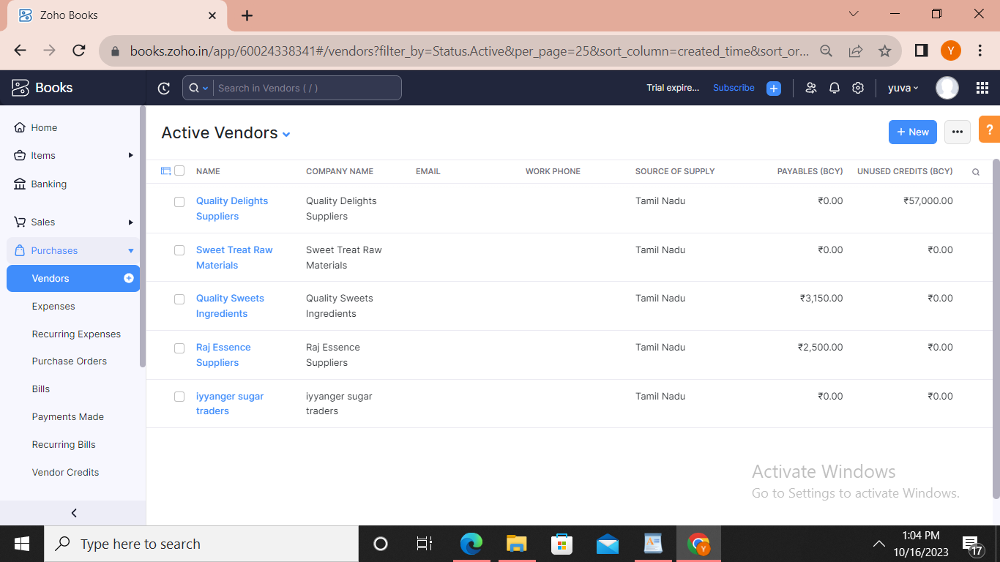 Zoho Books
books.zoho.in/app/60024338341#/vendors?filter_by=Status.Active&per_page=25&sort_column=created_time&sort_or...
Y
Books
Search in Vendors ( / )
Trial expire...
Subscribe
yuva
Home
Items
Banking
Sales
Purchases
Vendors
Expenses
Recurring Expenses
Purchase Orders
Bills
Payments Made
Recurring Bills
Vendor Credits
Active Vendors
+ New
?
NAME COMPANY NAME EMAIL WORK PHONE SOURCE OF SUPPLY PAYABLES (BCY) UNUSED CREDITS (BCY)
Quality Delights Quality Delights Tamil Nadu ₹0.00 ₹57,000.00
Suppliers Suppliers
Sweet Treat Raw Sweet Treat Raw Tamil Nadu ₹0.00 ₹0.00
Materials Materials
Quality Sweets Quality Sweets Tamil Nadu ₹3,150.00 ₹0.00
Ingredients Ingredients
Raj Essence Raj Essence Tamil Nadu ₹2,500.00 ₹0.00
Suppliers Suppliers
iyyanger sugar iyyanger sugar Tamil Nadu ₹0.00 ₹0.00
traders traders
Activate Windows
Go to Settings to activate Windows.
Type here to search
Y
1:04 PM
10/16/2023
17